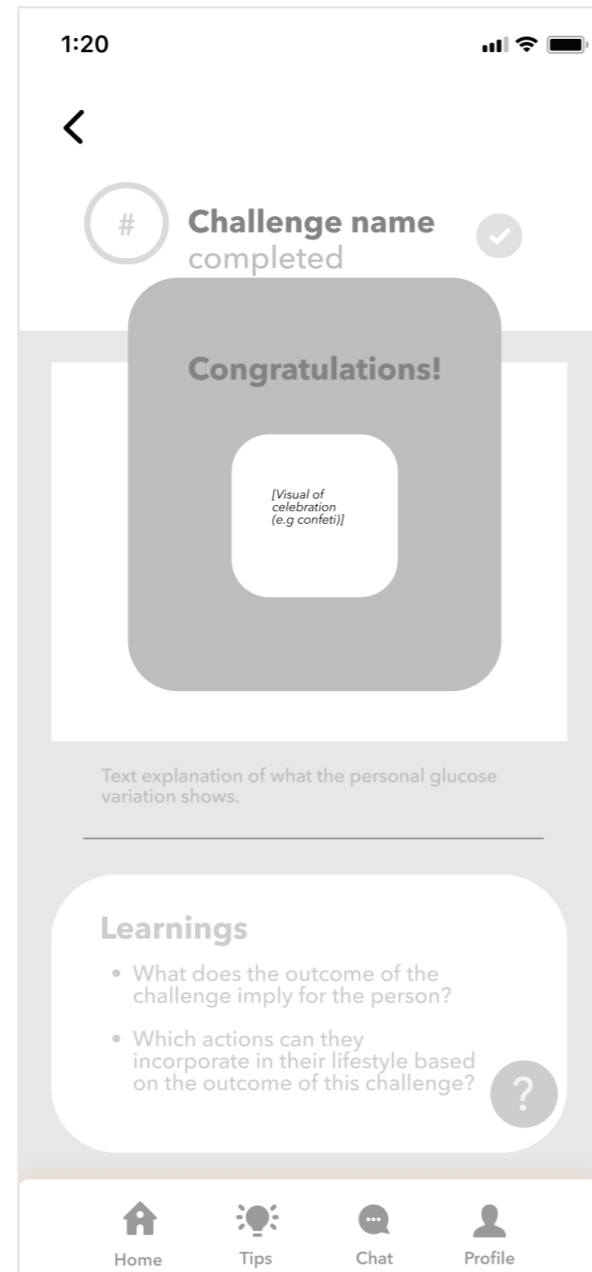 1:20
#
Challenge name
completed
Congratulations!
[Visual of
celebration
(e.g confeti)]
Text explanation of what the personal glucose
variation shows.
Learnings
• What does the outcome of the
challenge imply for the person?
• Which actions can they
incorporate in their lifestyle based
on the outcome of this challenge?
?
Home Tips Chat Profile